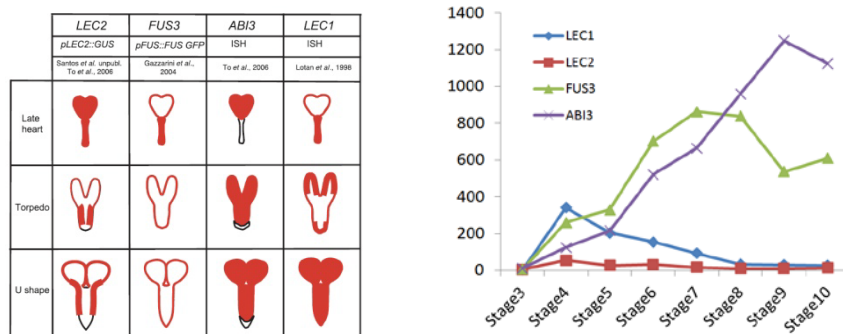 LEC2 FUS3 ABI3 LEC1
pLEC2::GUS pFUS::FUS GFP ISH ISH
Santos et al. unpubl. Gazzarini et al., To et al., 2006 Lotan et al., 1998
To et al., 2006 2004
Late
heart
Torpedo
U shape
1400
1200
1000
800
600
400
200
0
LEC1
LEC2
FUS3
ABI3
Stage3 Stage4 Stage5 Stage6 Stage7 Stage8 Stage9 Stage10